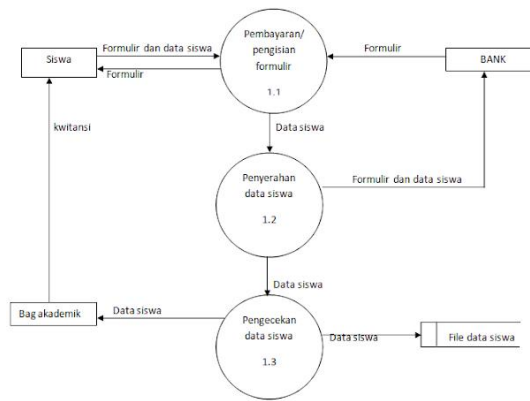 Pembayaran/
pengisian
formulir
1.1
Formulir dan data siswa
Formulir
Siswa
Formulir
BANK
kwitansi
Data siswa
Penyerahan
data siswa
1.2
Formulir dan data siswa
Data siswa
Bag akademik
Data siswa
Pengecekan
data siswa
1.3
Data siswa
File data siswa